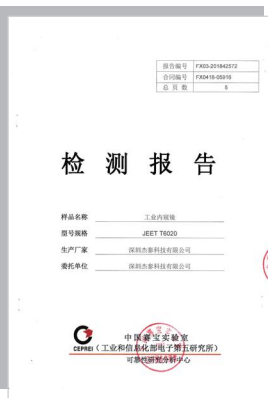 报告编号 FX03-201842572
合同编号 FX0418-05916
总 页 数 8
检 测 报 告
样品名称 工业内窥镜
型号规格 JEET T6020
生产厂家 深圳杰泰科技有限公司
委托单位 深圳杰泰科技有限公司
CEPREI
中国赛宝实验室
(工业和信息化部电子第五研究所)
可靠性研究分析中心